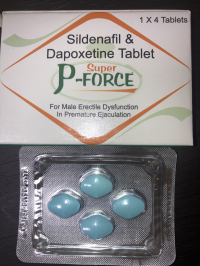 1 X 4 Tablets
Sildenafil &
Dapoxetine Tablet
Super
P-FORCE
For Male Erectile Dysfunction
In Premature Ejaculation